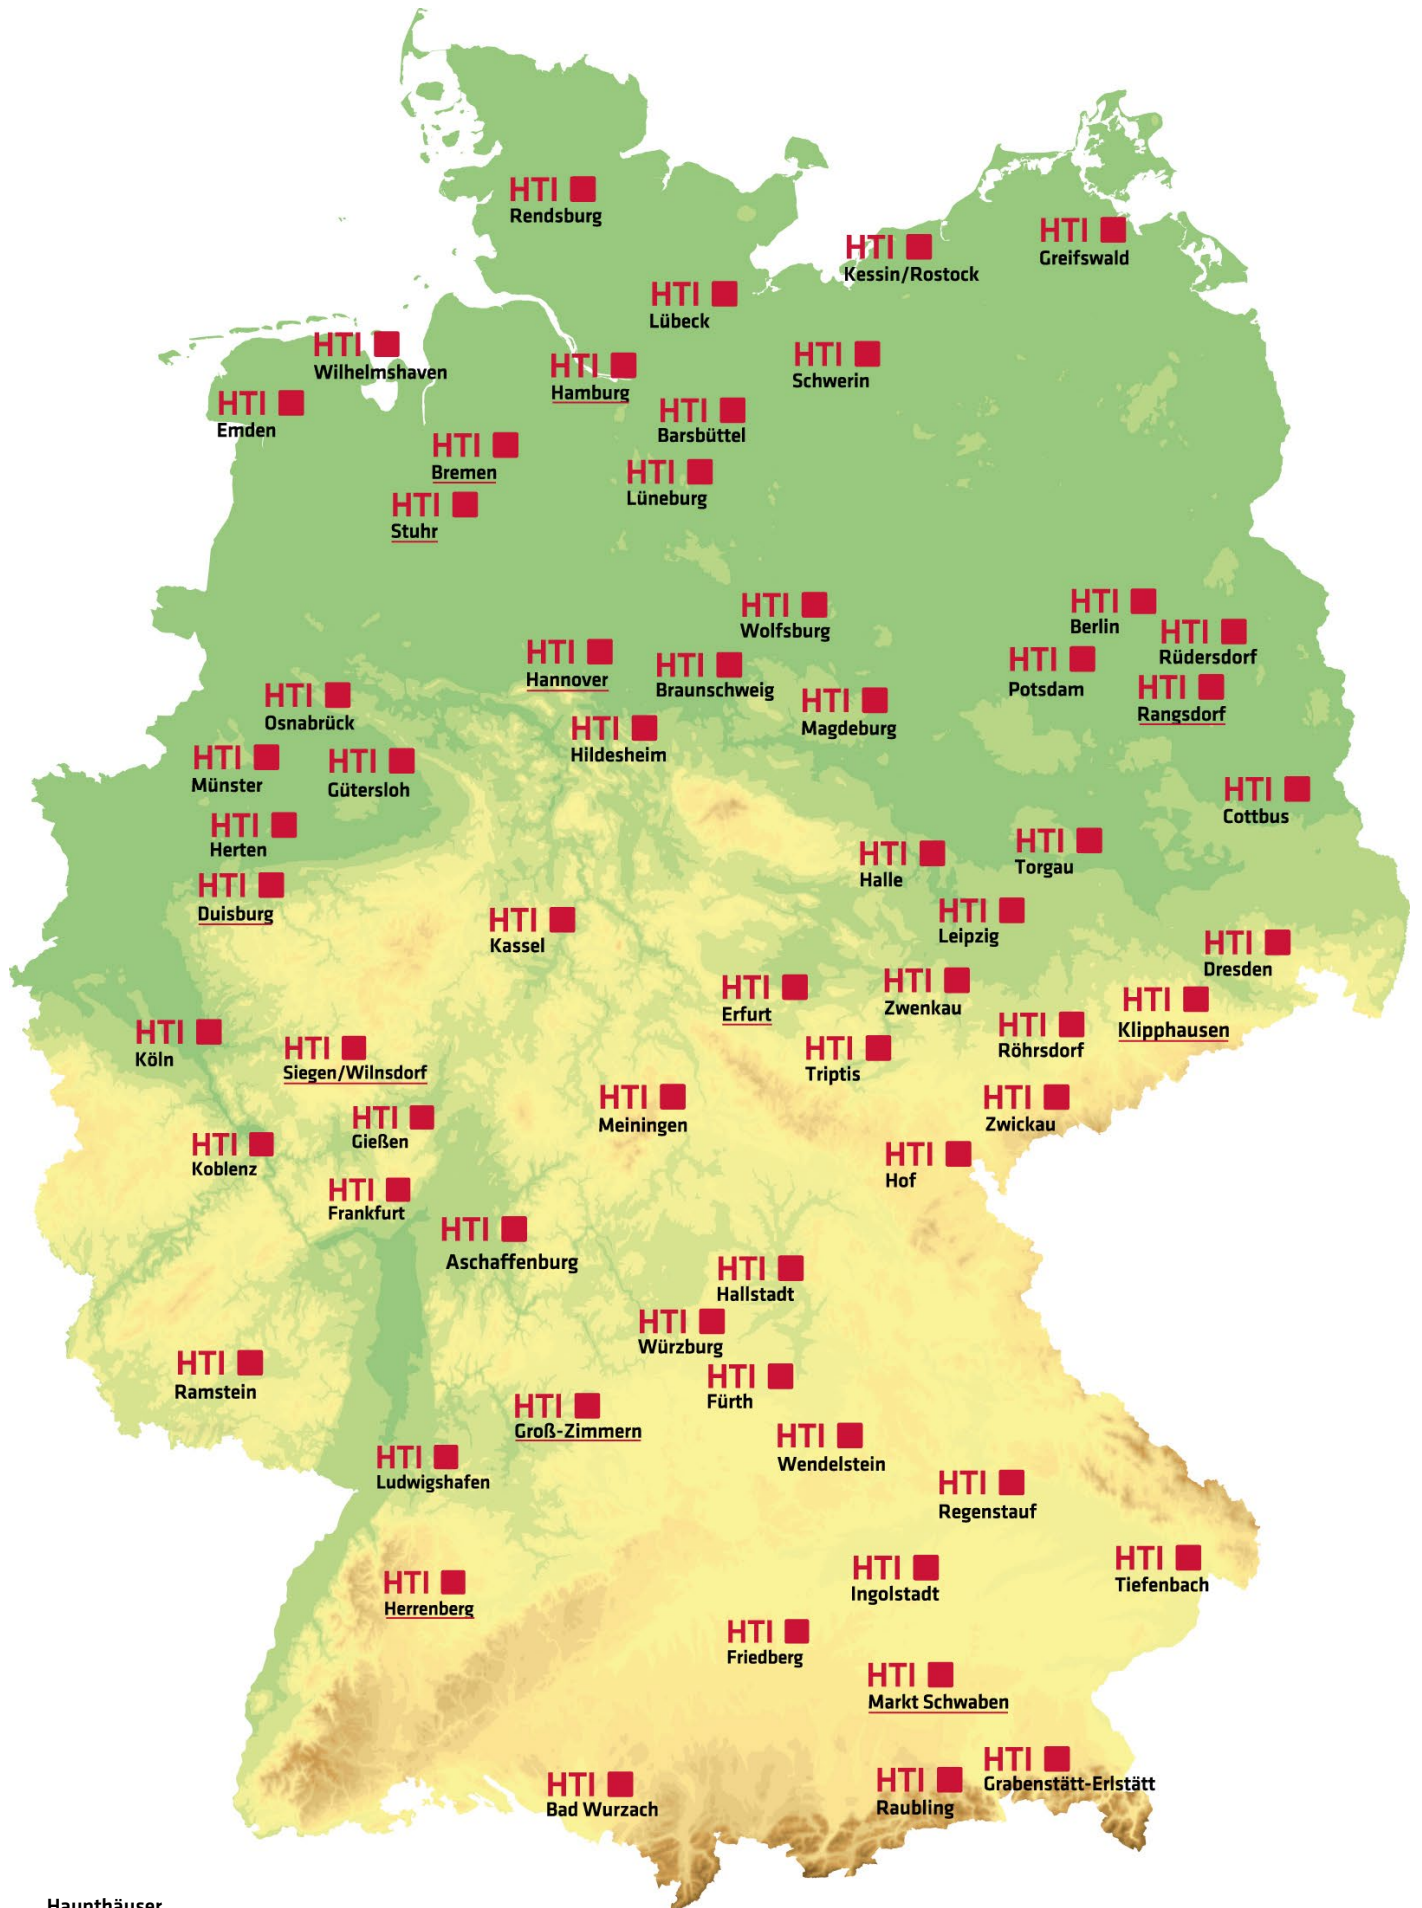 HTI
Rendsburg
HTI
Greifswald
HTI
Kessin/Rostock
HTI
Lübeck
HTI
Wilhelmshaven
HTI
Schwerin
HTI
Hamburg
HTI
Emden
HTI
Barsbüttel
HTI
Bremen
HTI
Lüneburg
HTI
Stuhr
HTI
Berlin
HTI
Wolfsburg
HTI
Rüdersdorf
HTI
Hannover
HTI
Potsdam
HTI
Braunschweig
HTI
Rangsdorf
HTI
Osnabrück
HTI
Magdeburg
HTI
Hildesheim
HTI
Münster
HTI
Gütersloh
HTI
Cottbus
HTI
Herten
HTI
Torgau
HTI
Halle
HTI
Duisburg
HTI
Leipzig
HTI
Kassel
HTI
Dresden
HTI
Zwenkau
HTI
Erfurt
HTI
Klipphausen
HTI
Röhrsdorf
HTI
Köln
HTI
Siegen/Wilnsdorf
HTI
Triptis
HTI
Meiningen
HTI
Zwickau
HTI
Gießen
HTI
Koblenz
HTI
Hof
HTI
Frankfurt
HTI
Aschaffenburg
HTI
Hallstadt
HTI
Würzburg
HTI
Ramstein
HTI
Fürth
HTI
Groß-Zimmern
HTI
Wendelstein
HTI
Ludwigshafen
HTI
Regenstauf
HTI
Tiefenbach
HTI
Ingolstadt
HTI
Herrenberg
HTI
Friedberg
HTI
Markt Schwaben
HTI
Grabenstätt-Erlstätt
HTI
Raubling
HTI
Bad Wurzach
Haupthäuser